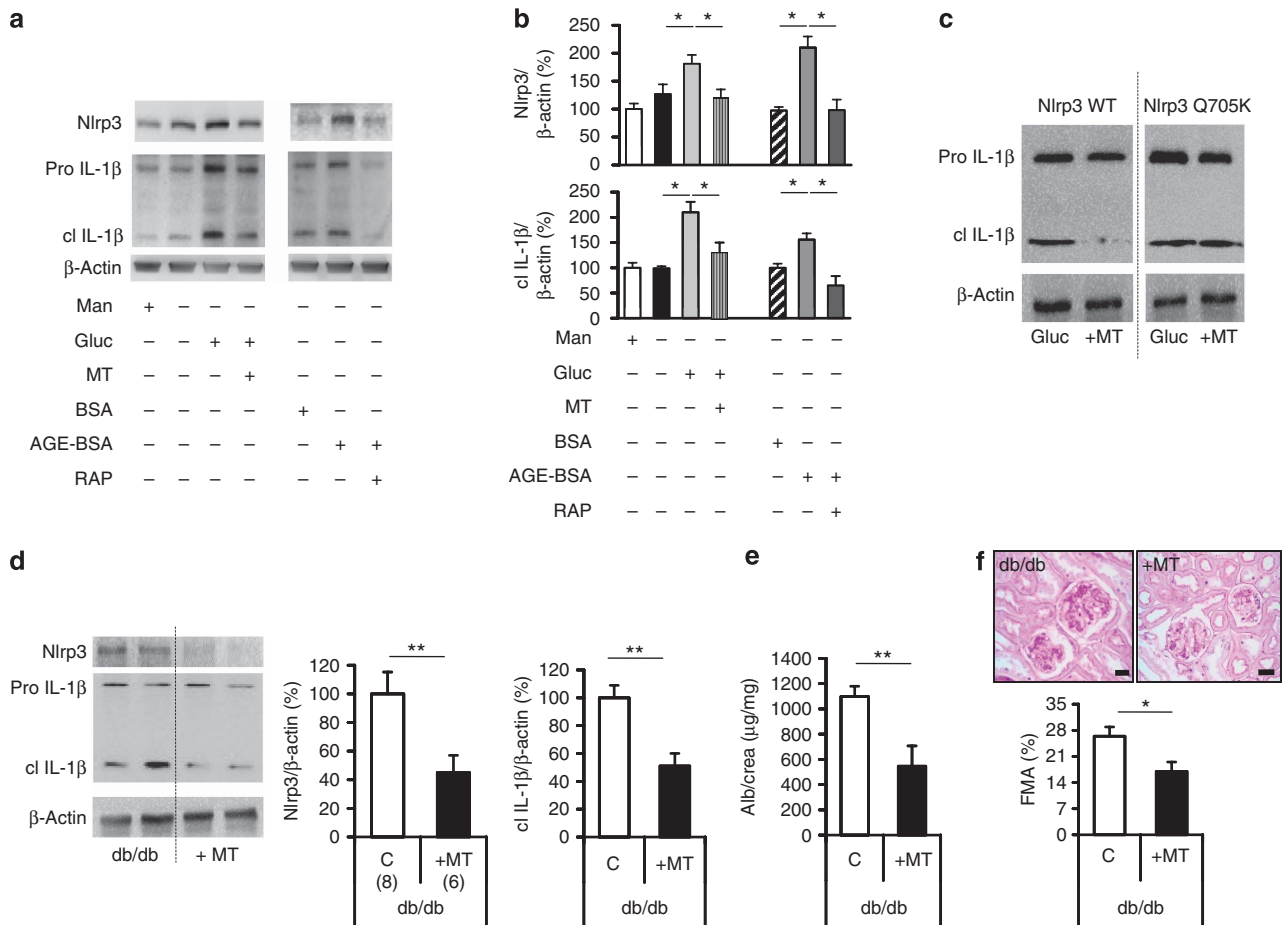 a
Nlrp3
Pro IL-1β
cl IL-1β
β-Actin
Man + – – – – – –
Gluc – – + + – – –
MT – – – + – – –
BSA – – – – + – –
AGE-BSA – – – – – + +
RAP – – – – – – +
b
Nlrp3/
β-actin (%)
250
200
150
100
50
0
* *
* *
cl IL-1β/
β-actin (%)
250
200
150
100
50
0
* *
* *
Man + – – – – – –
Gluc – – + + – – –
MT – – – + – – –
BSA – – – – + – –
AGE-BSA – – – – – + +
RAP – – – – – – +
c
Nlrp3 WT Nlrp3 Q705K
Pro IL-1β
cl IL-1β
β-Actin
Gluc +MT Gluc +MT
d
Nlrp3
Pro IL-1β
cl IL-1β
β-Actin
db/db + MT
Nlrp3/β-actin (%)
120
100
80
60
40
20
0
**
C +MT
(8) (6)
db/db
cl IL-1β/β-actin (%)
120
100
80
60
40
20
0
**
C +MT
db/db
e
Alb/crea (μg/mg)
1400
1200
1000
800
600
400
200
0
**
C +MT
db/db
f
db/db +MT
FMA (%)
35
28
21
14
7
0
*
C +MT
db/db